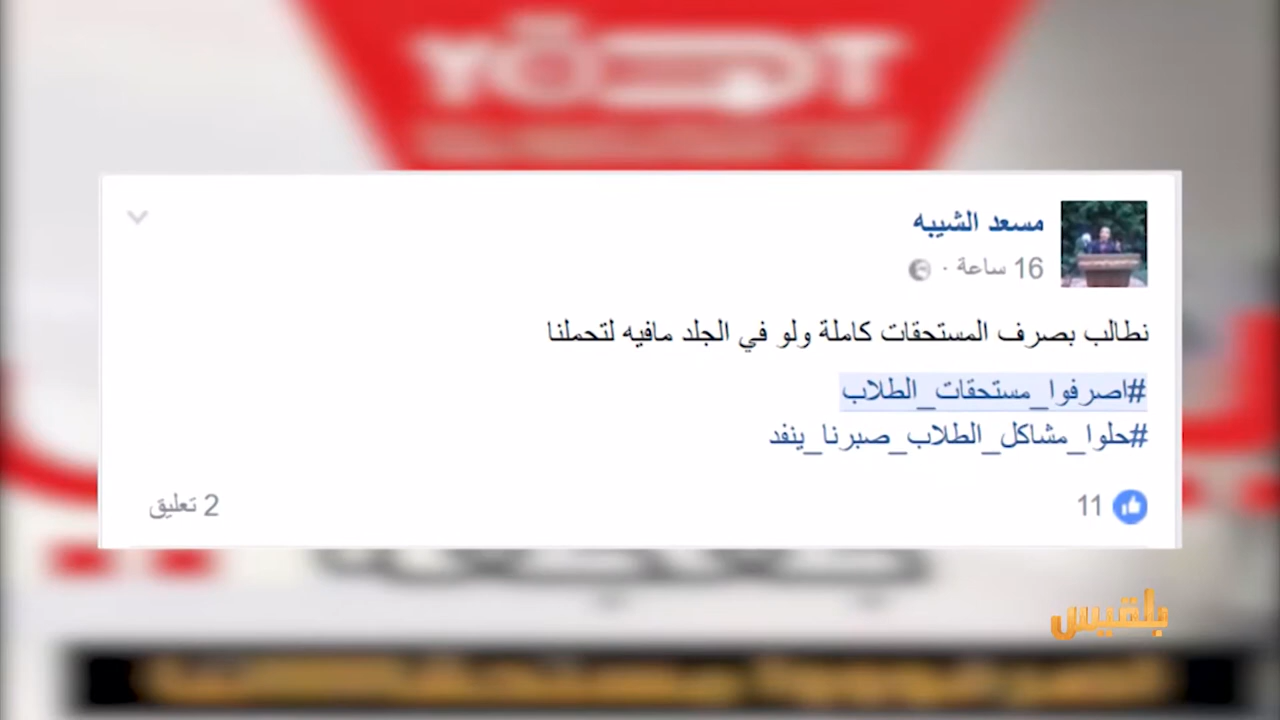 مسعد الشيبه
16 ساعة ·
نطالب بصرف المستحقات كاملة ولو في الجلد مافيه لتحملنا
#اصرفوا_مستحقات_الطلاب
#حلوا_مشاكل_الطلاب_صبرنا_ينفد
11
2 تعليق
بلقيس